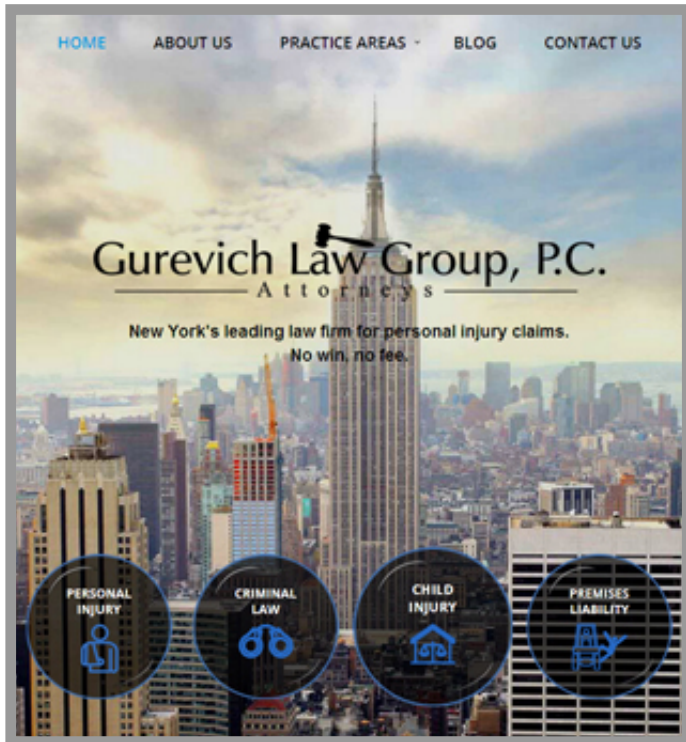 HOME ABOUT US PRACTICE AREAS BLOG CONTACT US
Gurevich Law Group, P.C.
Attorneys
New York's leading law firm for personal injury claims.
No win, no fee.
PERSONAL
INJURY
CRIMINAL
LAW
CHILD
INJURY
PREMISES
LIABILITY